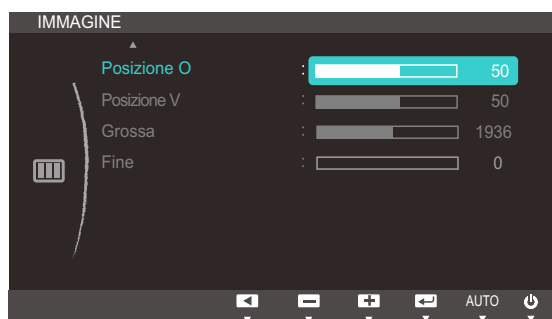 IMMAGINE
Posizione O : 50
Posizione V : 50
Grossa : 1936
Fine : 0
AUTO